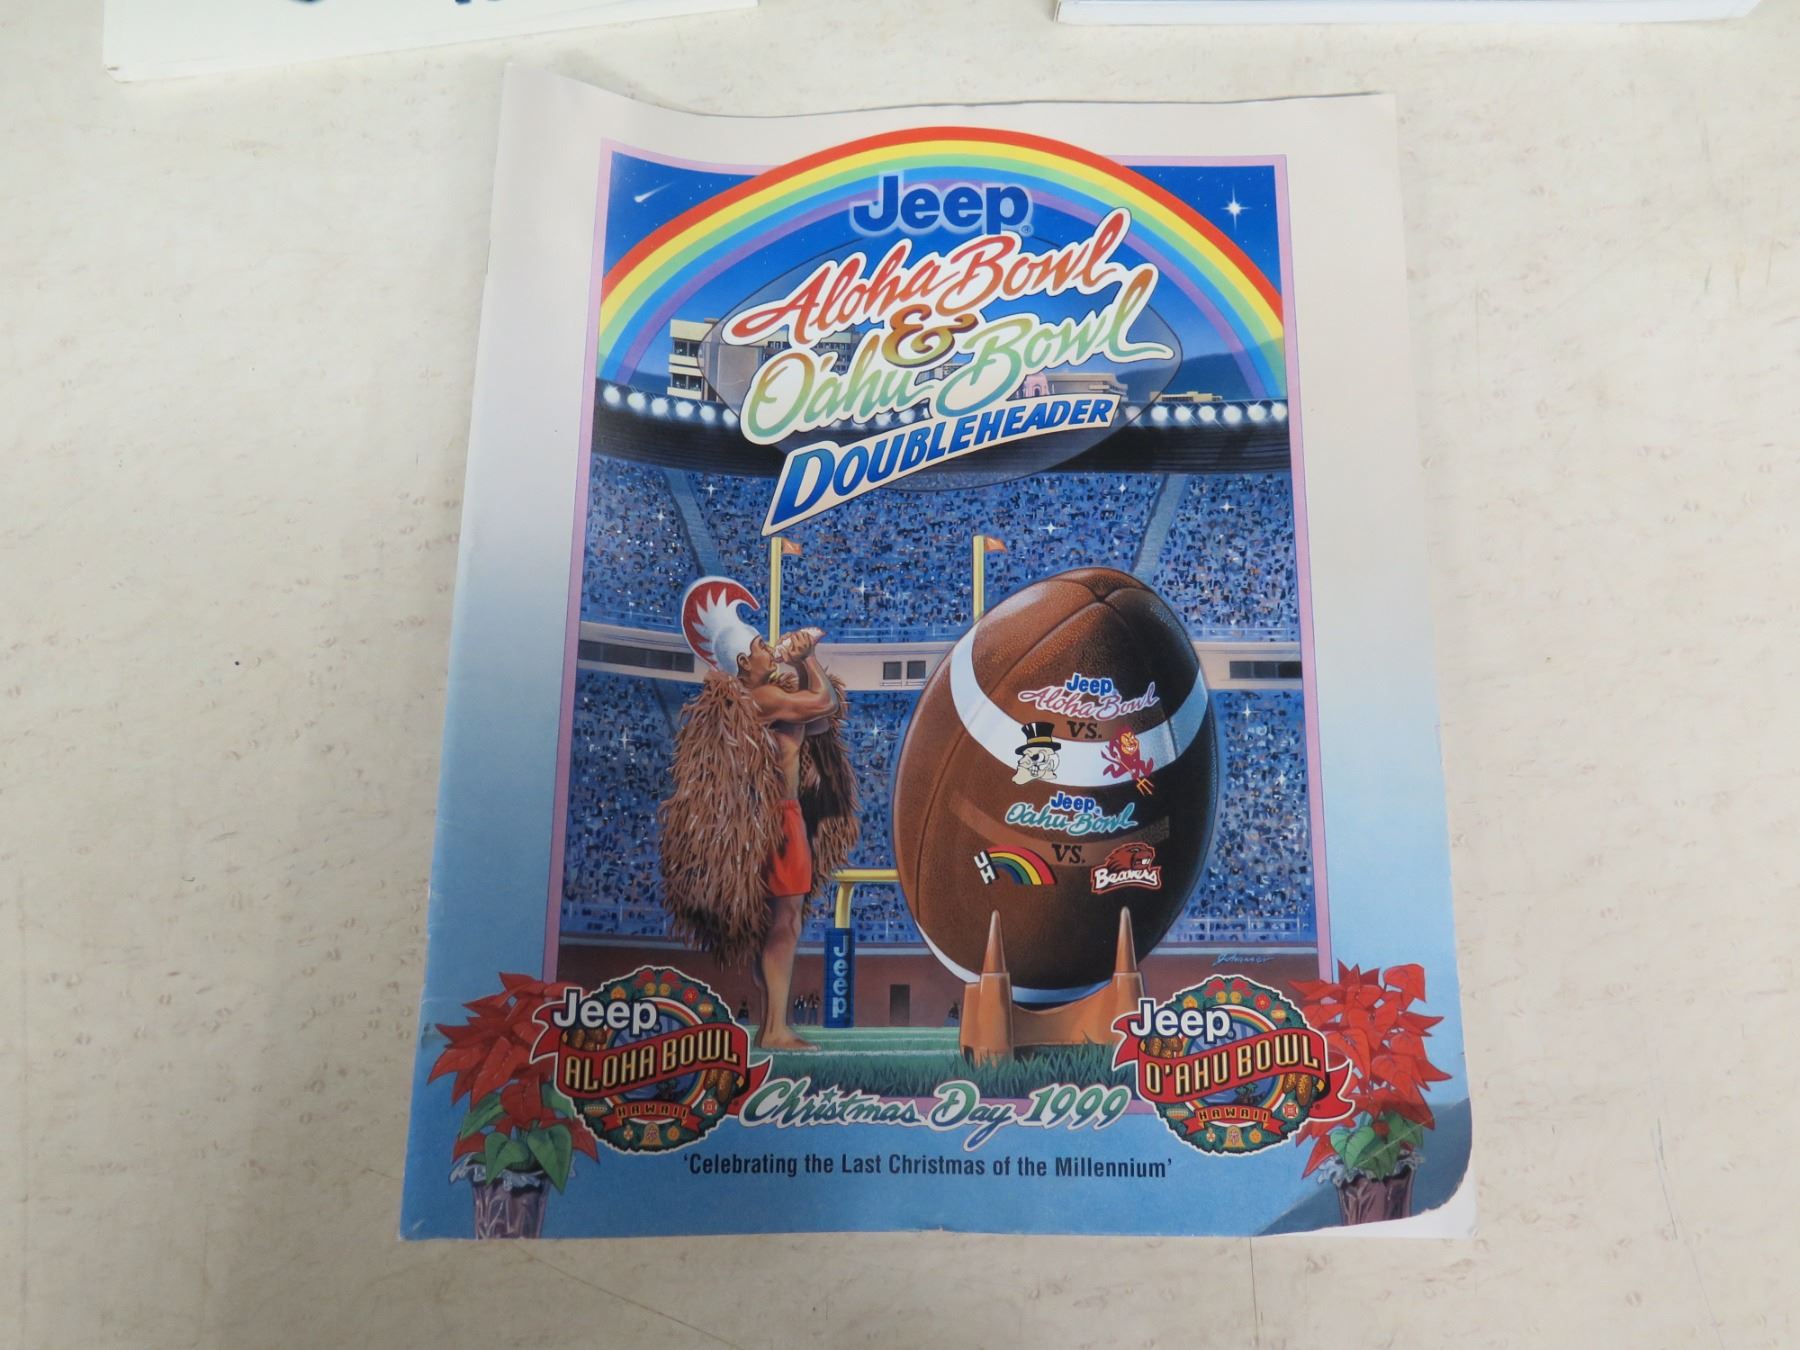 Jeep®
Aloha Bowl
&
O'ahu Bowl
DOUBLEHEADER
Jeep®
Aloha Bowl
VS.
Jeep®
O'ahu Bowl
VS.
UH
Beavers
Jeep
Jeep®
ALOHA BOWL
HAWAII
Jeep®
O'AHU BOWL
HAWAII
Christmas Day 1999
'Celebrating the Last Christmas of the Millennium'